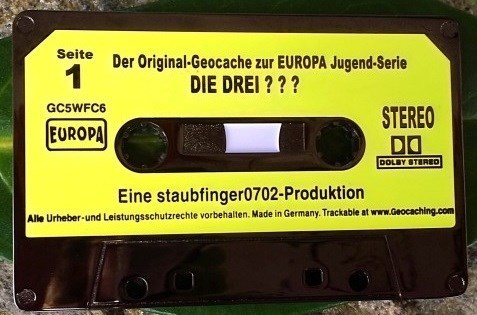 Seite
1
Der Original-Geocache zur EUROPA Jugend-Serie
DIE DREI ? ? ?
GC5WFC6
EUROPA
STEREO
DOLBY STEREO
Eine staubfinger0702-Produktion
Alle Urheber-und Leistungsschutzrechte vorbehalten. Made in Germany. Trackable at www.Geocaching.com